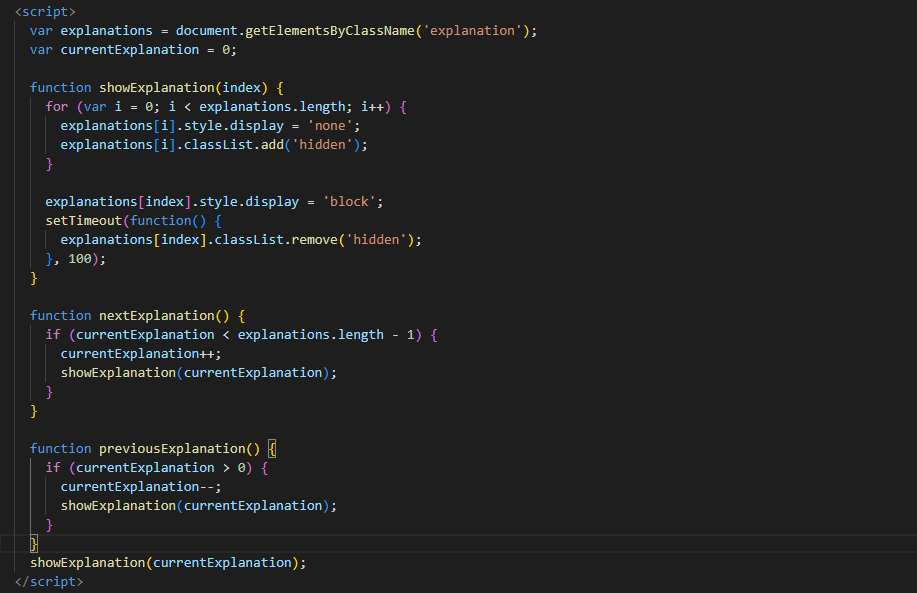 <script>
var explanations = document.getElementsByClassName('explanation');
var currentExplanation = 0;
function showExplanation(index) {
for (var i = 0; i < explanations.length; i++) {
explanations[i].style.display = 'none';
explanations[i].classList.add('hidden');
}
explanations[index].style.display = 'block';
setTimeout(function() {
explanations[index].classList.remove('hidden');
}, 100);
}
function nextExplanation() {
if (currentExplanation < explanations.length - 1) {
currentExplanation++;
showExplanation(currentExplanation);
}
}
function previousExplanation() {
if (currentExplanation > 0) {
currentExplanation--;
showExplanation(currentExplanation);
}
}
showExplanation(currentExplanation);
</script>